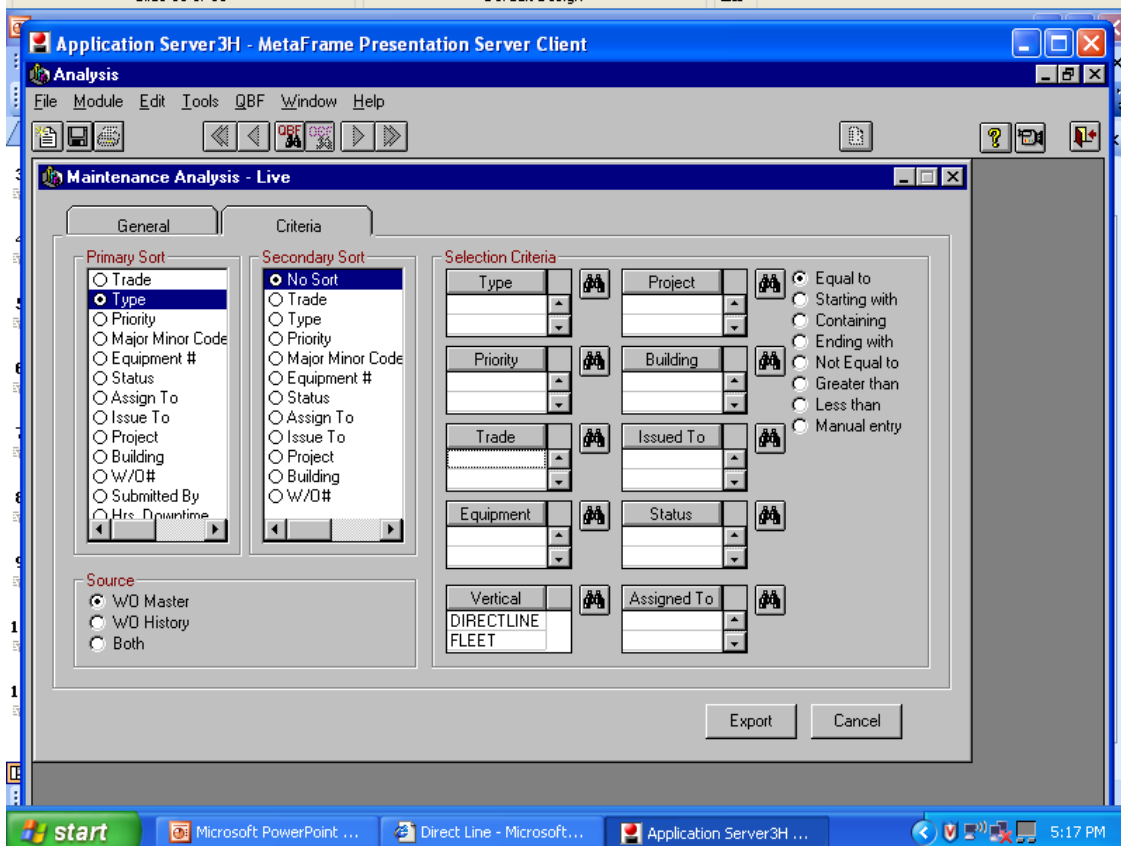 Application Server3H - MetaFrame Presentation Server Client
Analysis
File Module Edit Tools QBF Window Help
QBF
Maintenance Analysis - Live
General
Criteria
Primary Sort
Trade
Type
Priority
Major Minor Code
Equipment #
Status
Assign To
Issue To
Project
Building
W/O#
Submitted By
Hrs. Downtime
Secondary Sort
No Sort
Trade
Type
Priority
Major Minor Code
Equipment #
Status
Assign To
Issue To
Project
Building
W/O#
Source
WO Master
WO History
Both
Selection Criteria
Type
Project
Priority
Building
Trade
Issued To
Equipment
Status
Vertical
DIRECTLINE
FLEET
Assigned To
Equal to
Starting with
Containing
Ending with
Not Equal to
Greater than
Less than
Manual entry
Export
Cancel
start
Microsoft PowerPoint ...
Direct Line - Microsoft...
Application Server3H ...
5:17 PM